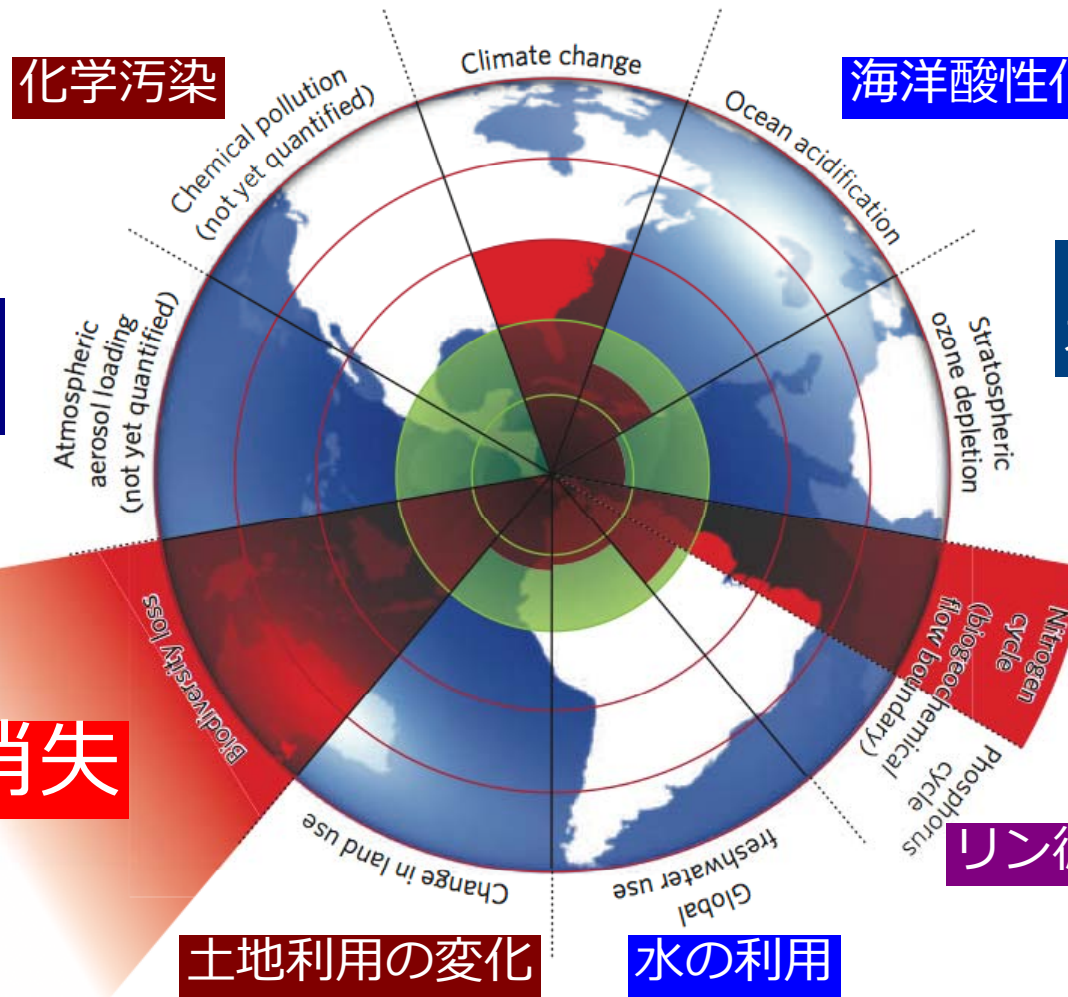 化学汚染
Climate change
海洋酸性
Chemical pollution
(not yet quantified)
Ocean acidification
Atmospheric
aerosol loading
(not yet quantified)
Stratospheric
ozone depletion
Biodiversity loss
Nitrogen
cycle
(biogeochemical
flow boundary)
Phosphorus
cycle
消失
リン
Change in land use
Global
freshwater use
土地利用の変化
水の利用